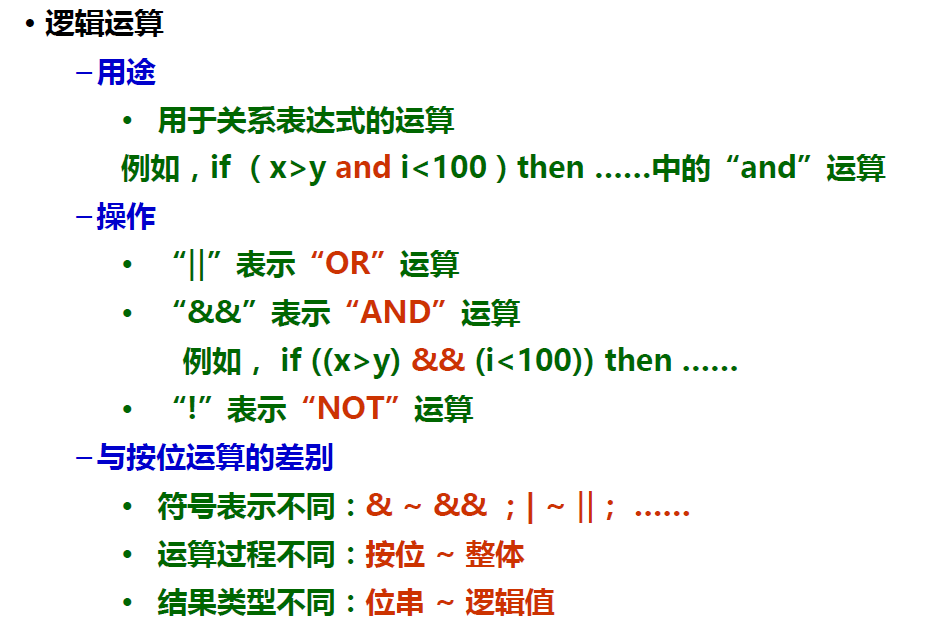 • 逻辑运算
–用途
• 用于关系表达式的运算
例如，if （ x>y and i<100 ) then ……中的“and”运算
–操作
• “||” 表示“OR” 运算
• “&&” 表示“AND” 运算
例如， if ((x>y) && (i<100)) then ……
• “!” 表示“NOT” 运算
–与按位运算的差别
• 符号表示不同：& ~ && ；| ~ ||； ……
• 运算过程不同：按位 ~ 整体
• 结果类型不同：位串 ~ 逻辑值